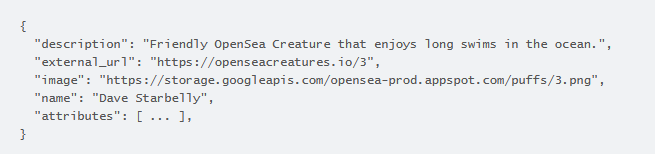 {
  "description": "Friendly OpenSea Creature that enjoys long swims in the ocean.",
  "external_url": "https://openseacreatures.io/3",
  "image": "https://storage.googleapis.com/opensea-prod.appspot.com/puffs/3.png",
  "name": "Dave Starbelly",
  "attributes": [ ... ],
}